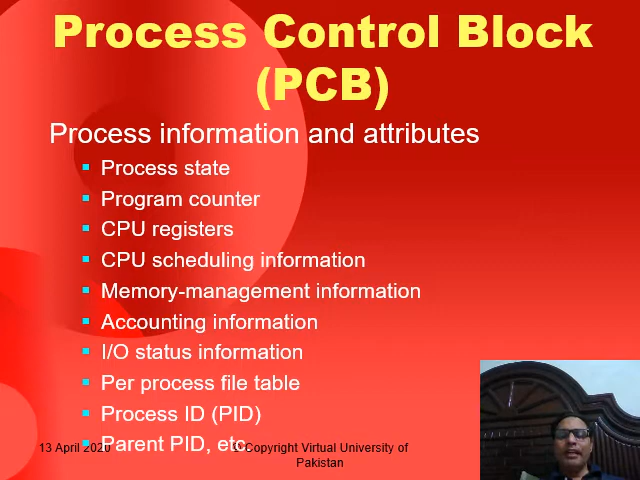 Process Control Block
(PCB)
Process information and attributes
Process state
Program counter
CPU registers
CPU scheduling information
Memory-management information
Accounting information
I/O status information
Per process file table
Process ID (PID)
Parent PID, etc.
13 April 2020
© Copyright Virtual University of
Pakistan